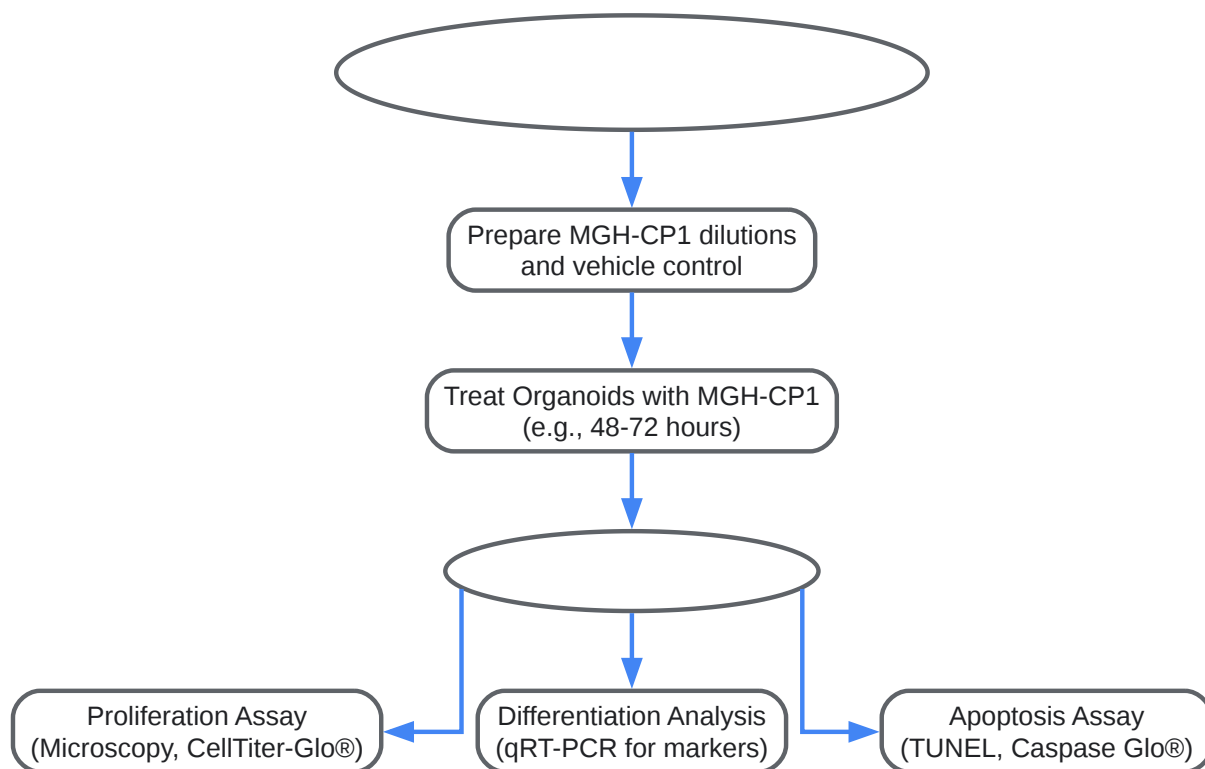 Prepare MGH-CP1 dilutions
and vehicle control
Treat Organoids with MGH-CP1
(e.g., 48-72 hours)
Proliferation Assay
(Microscopy, CellTiter-Glo®)
Differentiation Analysis
(qRT-PCR for markers)
Apoptosis Assay
(TUNEL, Caspase Glo®)